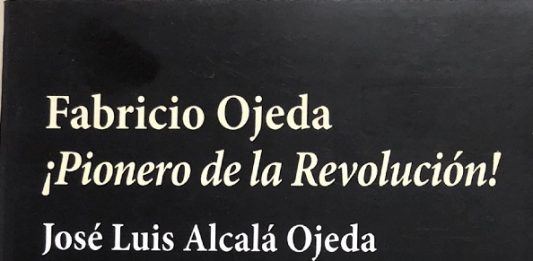 Fabricio Ojeda
¡Pionero de la Revolución!
José Luis Alcalá Ojeda